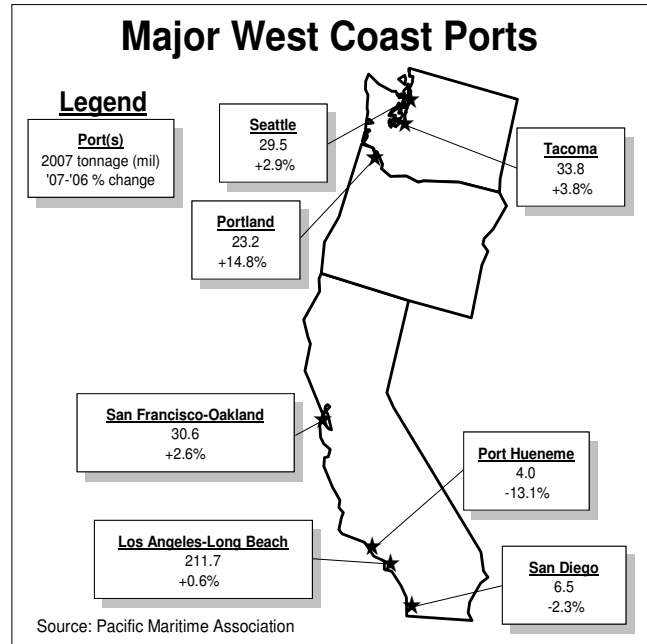 Major West Coast Ports
Legend
Port(s)
2007 tonnage (mil)
'07-'06 % change
Seattle
29.5
+2.9%
Tacoma
33.8
+3.8%
Portland
23.2
+14.8%
San Francisco-Oakland
30.6
+2.6%
Port Hueneme
4.0
-13.1%
Los Angeles-Long Beach
211.7
+0.6%
San Diego
6.5
-2.3%
Source: Pacific Maritime Association